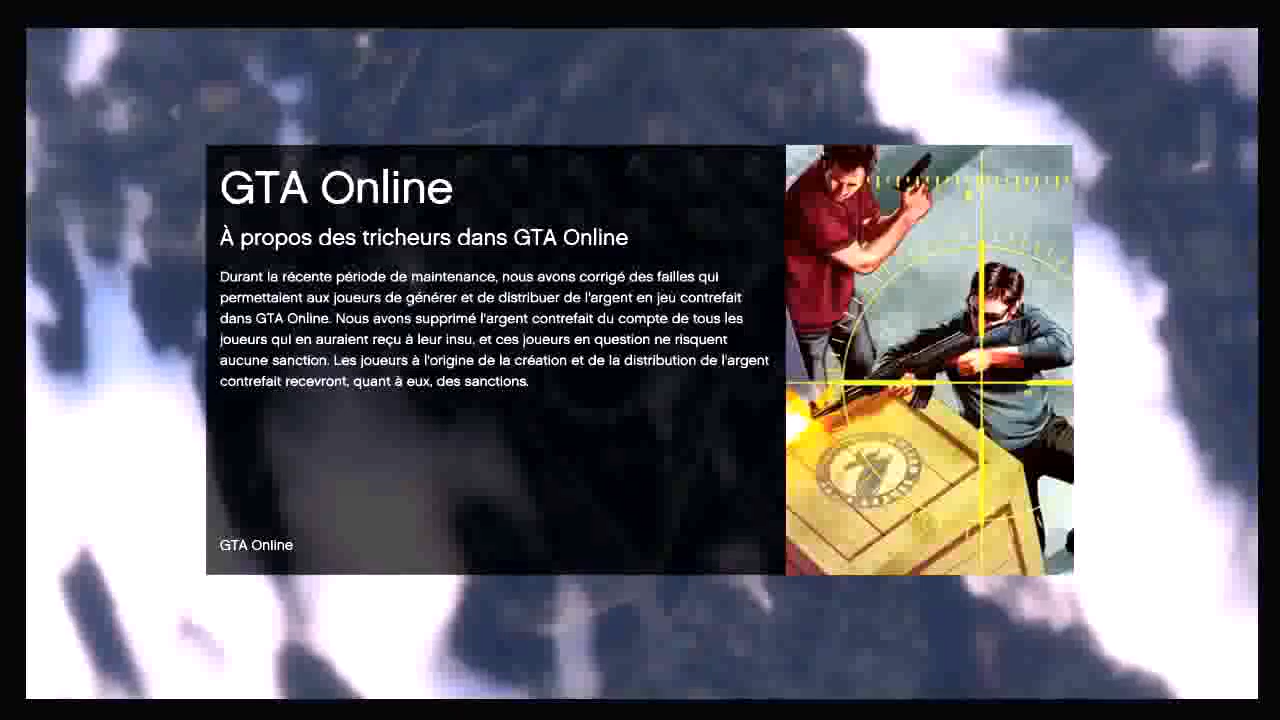 GTA Online
À propos des tricheurs dans GTA Online
Durant la récente période de maintenance, nous avons corrigé des failles qui
permettaient aux joueurs de générer et de distribuer de l'argent en jeu contrefait
dans GTA Online. Nous avons supprimé l'argent contrefait du compte de tous les
joueurs qui en auraient reçu à leur insu, et ces joueurs en question ne risquent
aucune sanction. Les joueurs à l'origine de la création et de la distribution de l'argent
contrefait recevront, quant à eux, des sanctions.
GTA Online